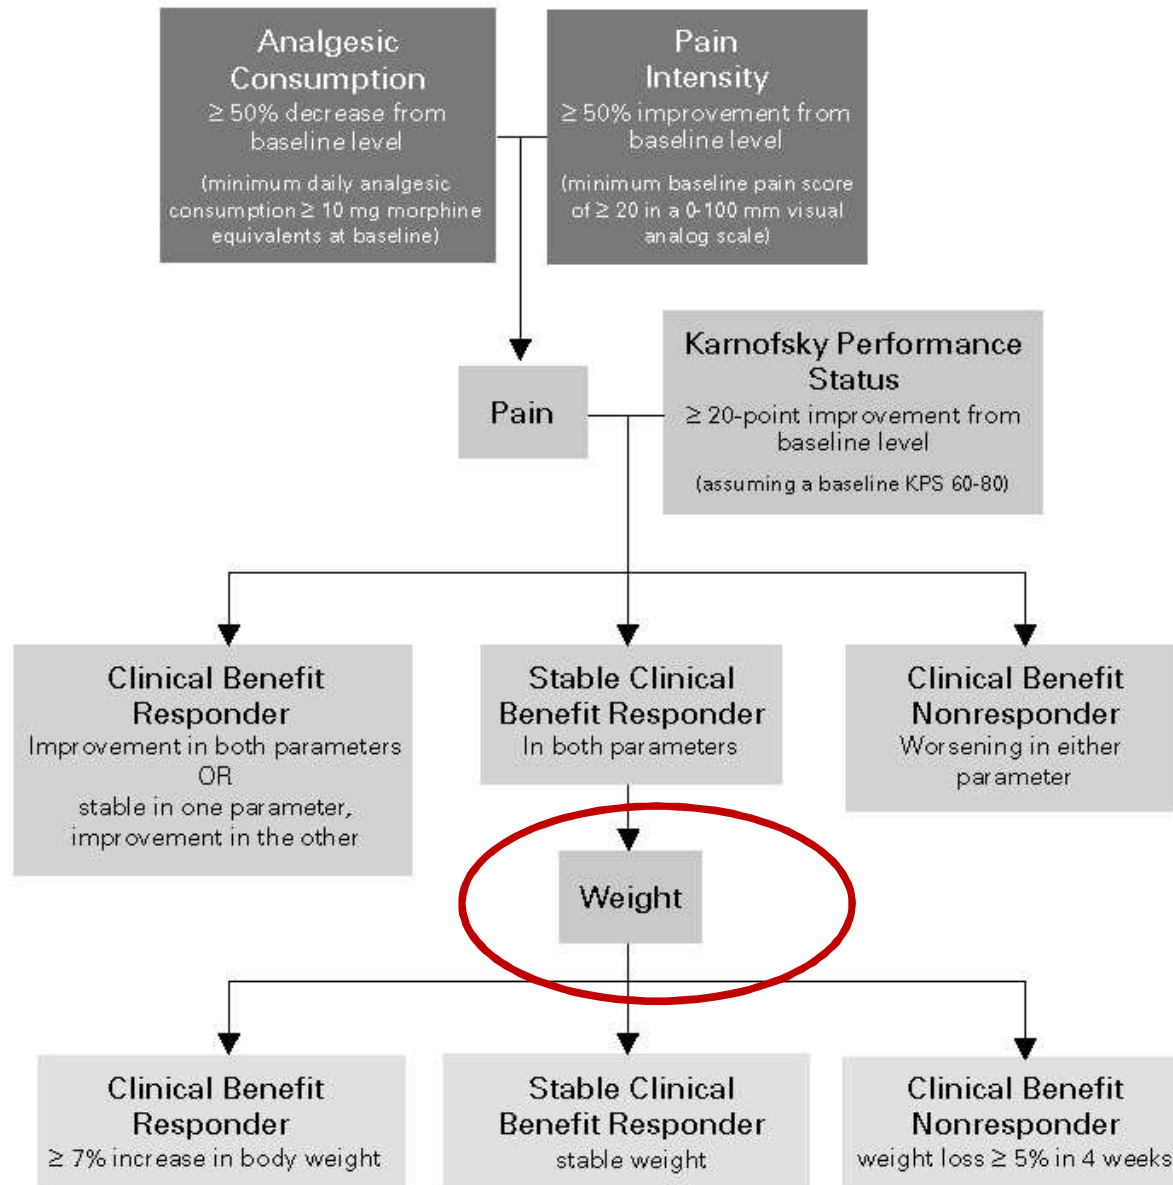 Analgesic
Consumption
≥ 50% decrease from
baseline level
(minimum daily analgesic
consumption ≥ 10 mg morphine
equivalents at baseline)
Pain
Intensity
≥ 50% improvement from
baseline level
(minimum baseline pain score
of ≥ 20 in a 0-100 mm visual
analog scale)
Pain
Karnofsky Performance
Status
≥ 20-point improvement from
baseline level
(assuming a baseline KPS 60-80)
Clinical Benefit
Responder
Improvement in both parameters
OR
stable in one parameter,
improvement in the other
Stable Clinical
Benefit Responder
In both parameters
Clinical Benefit
Nonresponder
Worsening in either
parameter
Weight
Clinical Benefit
Responder
≥ 7% increase in body weight
Stable Clinical
Benefit Responder
stable weight
Clinical Benefit
Nonresponder
weight loss ≥ 5% in 4 weeks